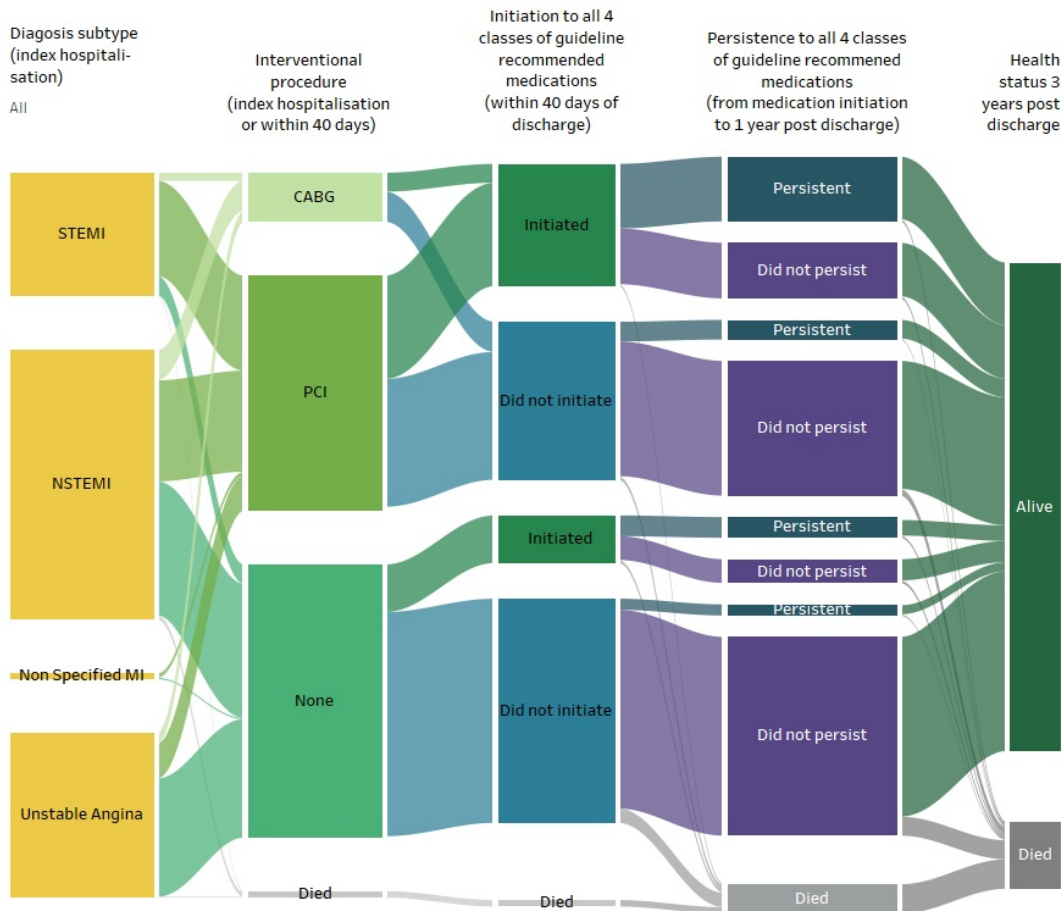 Diagosis subtype
(index hospitali-
sation)
All
Interventional
procedure
(index hospitalisation
or within 40 days)
Initiation to all 4
classes of guideline
recommended
medications
(within 40 days of
discharge)
Persistence to all 4 classes
of guideline recommened
medications
(from medication initiation
to 1 year post discharge)
Health
status 3
years post
discharge
STEMI
NSTEMI
Non Specified MI
Unstable Angina
CABG
PCI
None
Died
Initiated
Did not initiate
Initiated
Did not initiate
Died
Persistent
Did not persist
Persistent
Did not persist
Persistent
Did not persist
Persistent
Did not persist
Died
Alive
Died